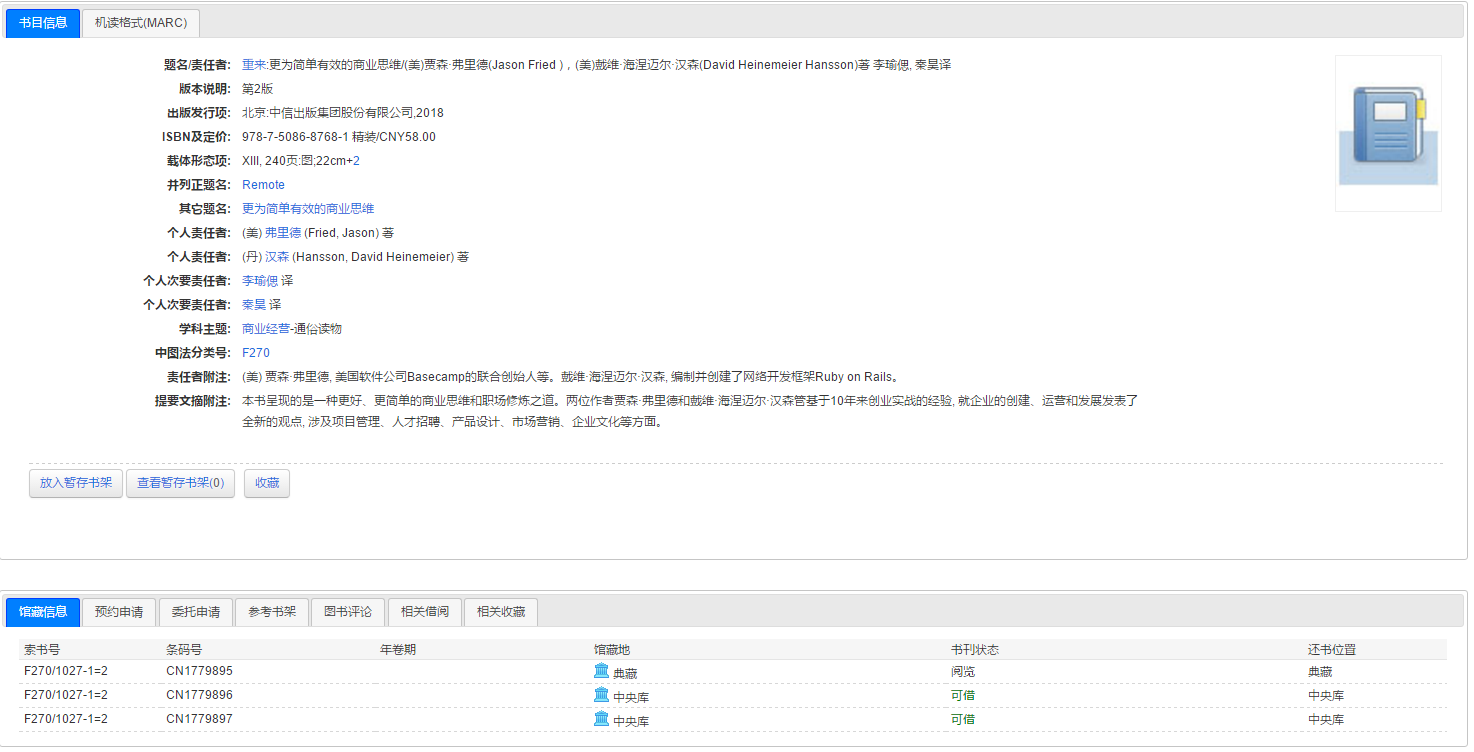 书目信息 机读格式(MARC)
题名/责任者: 重来:更为简单有效的商业思维/(美)贾森·弗里德(Jason Fried ) , (美)戴维·海涅迈尔·汉森(David Heinemeier Hansson)著 李瑜偲, 秦昊译
版本说明: 第2版
出版发行项: 北京:中信出版集团股份有限公司,2018
ISBN及定价: 978-7-5086-8768-1 精装/CNY58.00
载体形态项: XIII, 240页:图;22cm+2
并列正题名: Remote
其它题名: 更为简单有效的商业思维
个人责任者: (美) 弗里德 (Fried, Jason) 著
个人责任者: (丹) 汉森 (Hansson, David Heinemeier) 著
个人次要责任者: 李瑜偲 译
个人次要责任者: 秦昊 译
学科主题: 商业经营-通俗读物
中图法分类号: F270
责任者附注: (美) 贾森·弗里德, 美国软件公司Basecamp的联合创始人等。戴维·海涅迈尔·汉森, 编制并创建了网络开发框架Ruby on Rails。
提要文摘附注: 本书呈现的是一种更好、更简单的商业思维和职场修炼之道。两位作者贾森·弗里德和戴维·海涅迈尔·汉森管基于10年来创业实战的经验, 就企业的创建、运营和发展发表了
全新的观点, 涉及项目管理、人才招聘、产品设计、市场营销、企业文化等方面。
放入暂存书架 查看暂存书架(0) 收藏
馆藏信息 预约申请 委托申请 参考书架 图书评论 相关借阅 相关收藏
索书号 条码号 年卷期 馆藏地 书刊状态 还书位置
F270/1027-1=2 CN1779895 典藏 阅览 典藏
F270/1027-1=2 CN1779896 中央库 可借 中央库
F270/1027-1=2 CN1779897 中央库 可借 中央库